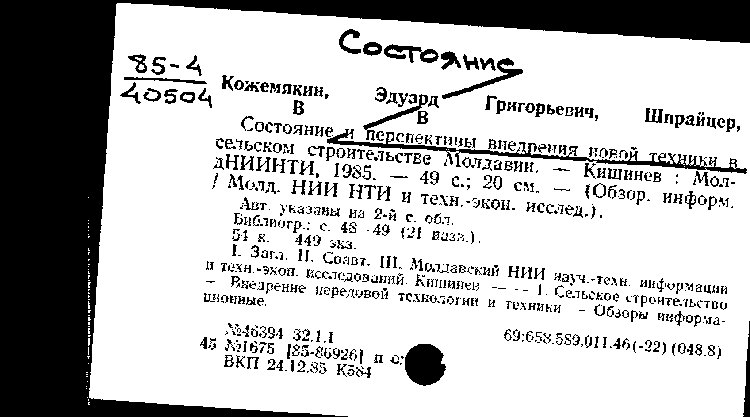 Состояние
85-4
40504
Кожемякин, Эдуард Григорьевич, Шпрайцер,
В В
Состояние и перспективы внедрения новой техники в
сельском строительстве Молдавии. — Кишинев : Мол-
дНИИНТИ, 1985. — 49 с.; 20 см. — (Обзор. информ.
/ Молд. НИИ НТИ и техн.-экон. исслед.).
Авт. указаны на 2-й с. обл.
Библиогр.: с. 48-49 (21 назв.).
54 к. 449 экз.
I. Загл. II. Соавт. III. Молдавский НИИ науч.-техн. информации
и техн.-экон. исследований. Кишинев — -- 1. Сельское строительство
— Внедрение передовой технологии и техники — Обзоры информа-
ционные.
№46394 32.1.1 69:658.589.011.46(-22) (048.8)
45 №1675 [85-86926] п о
ВКП 24.12.85 К584